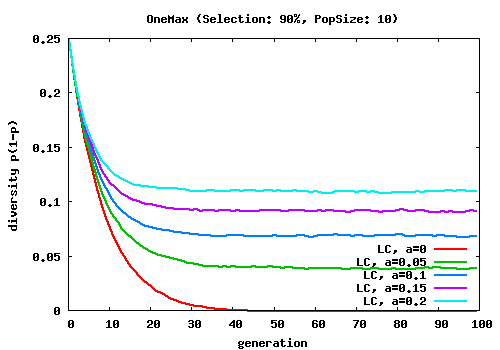 OneMax (Selection: 90%, PopSize: 10)
0.25
0.2
0.15
0.1
0.05
0
diversity p(1-p)
LC, a=0
LC, a=0.05
LC, a=0.1
LC, a=0.15
LC, a=0.2
0 10 20 30 40 50 60 70 80 90 100
generation